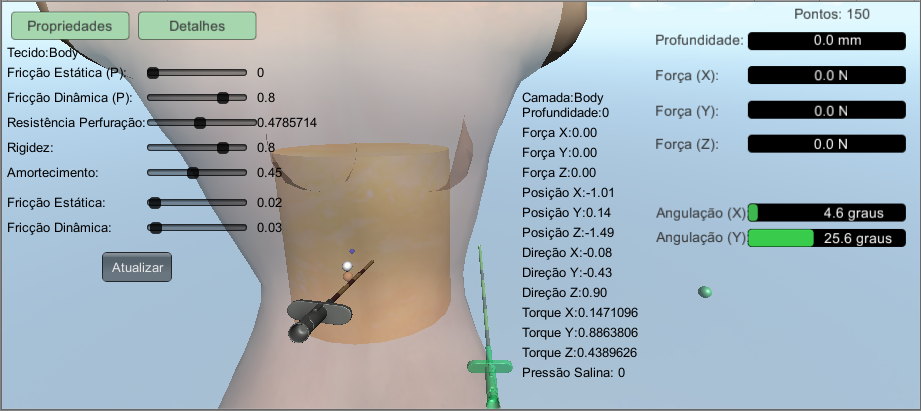 Propriedades
Detalhes
Tecido:Body
Fricção Estática (P):
0
Fricção Dinâmica (P):
0.8
Resistência Perfuração:
0.4785714
Rigidez:
0.8
Amortecimento:
0.45
Fricção Estática:
0.02
Fricção Dinâmica:
0.03
Atualizar
Camada:Body
Profundidade:0
Força X:0.00
Força Y:0.00
Força Z:0.00
Posição X:-1.01
Posição Y:0.14
Posição Z:-1.49
Direção X:-0.08
Direção Y:-0.43
Direção Z:0.90
Torque X:0.1471096
Torque Y:0.8863806
Torque Z:0.4389626
Pressão Salina: 0
Pontos: 150
Profundidade:
0.0 mm
Força (X):
0.0 N
Força (Y):
0.0 N
Força (Z):
0.0 N
Angulação (X)
4.6 graus
Angulação (Y)
25.6 graus